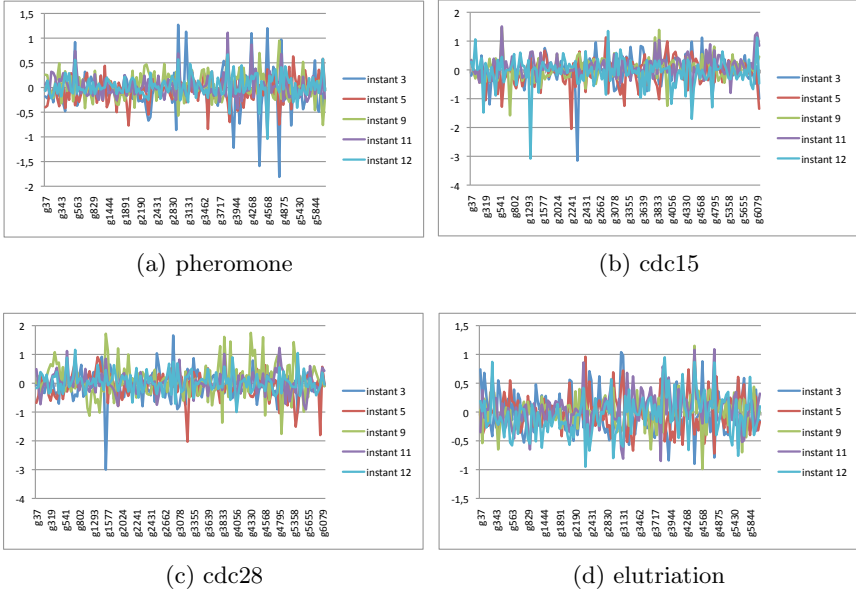 1,5
1
0,5
0
-0,5
-1
-1,5
-2
g37 g343 g563 g829 g1444 g1891 g2190 g2431 g2830 g3131 g3462 g3717 g3944 g4268 g4568 g4875 g5430 g5844
instant 3
instant 5
instant 9
instant 11
instant 12
(a) pheromone
2
1
0
-1
-2
-3
-4
g37 g319 g541 g802 g1293 g1577 g2024 g2241 g2431 g2662 g3078 g3355 g3639 g3833 g4056 g4330 g4568 g4795 g5358 g5655 g6079
instant 3
instant 5
instant 9
instant 11
instant 12
(b) cdc15
2
1
0
-1
-2
-3
-4
g37 g319 g541 g802 g1293 g1577 g2024 g2241 g2431 g2662 g3078 g3355 g3639 g3833 g4056 g4330 g4568 g4795 g5358 g5655 g6079
instant 3
instant 5
instant 9
instant 11
instant 12
(c) cdc28
1,5
1
0,5
0
-0,5
-1
-1,5
g37 g343 g563 g829 g1444 g1891 g2190 g2431 g2830 g3131 g3462 g3717 g3944 g4268 g4568 g4875 g5430 g5844
instant 3
instant 5
instant 9
instant 11
instant 12
(d) elutriation